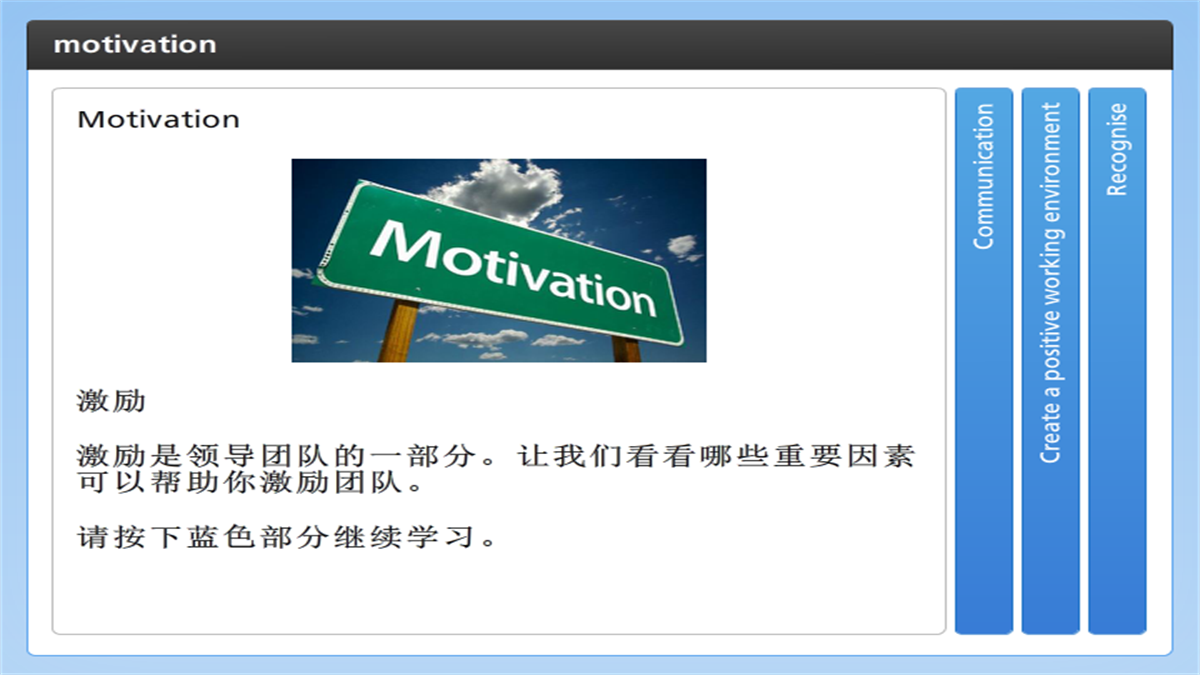 motivation
Motivation
Motivation
激励
激励是领导团队的一部分。让我们看看哪些重要因素
可以帮助你激励团队。
请按下蓝色部分继续学习。
Communication
Create a positive working environment
Recognise